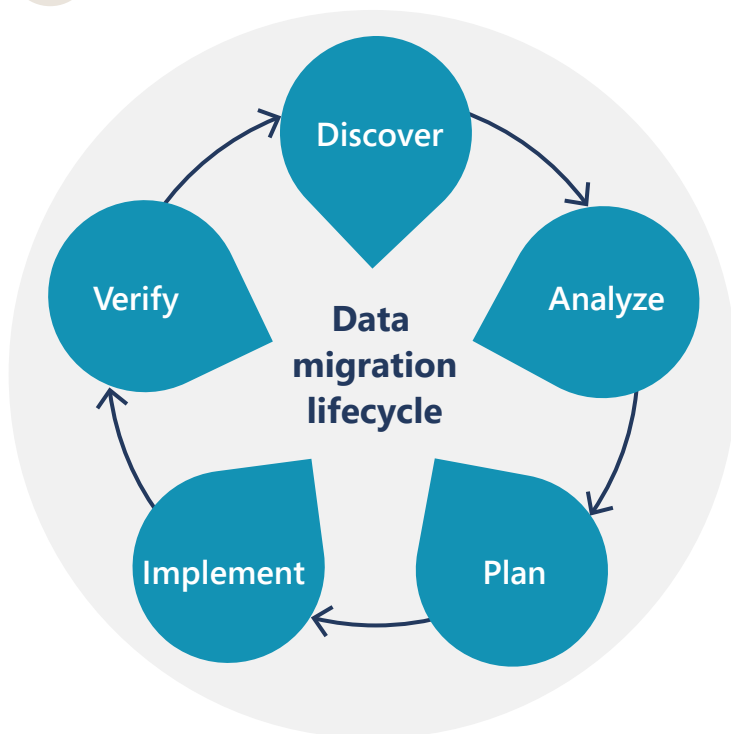 Discover
Analyze
Plan
Implement
Verify
Data
migration
lifecycle